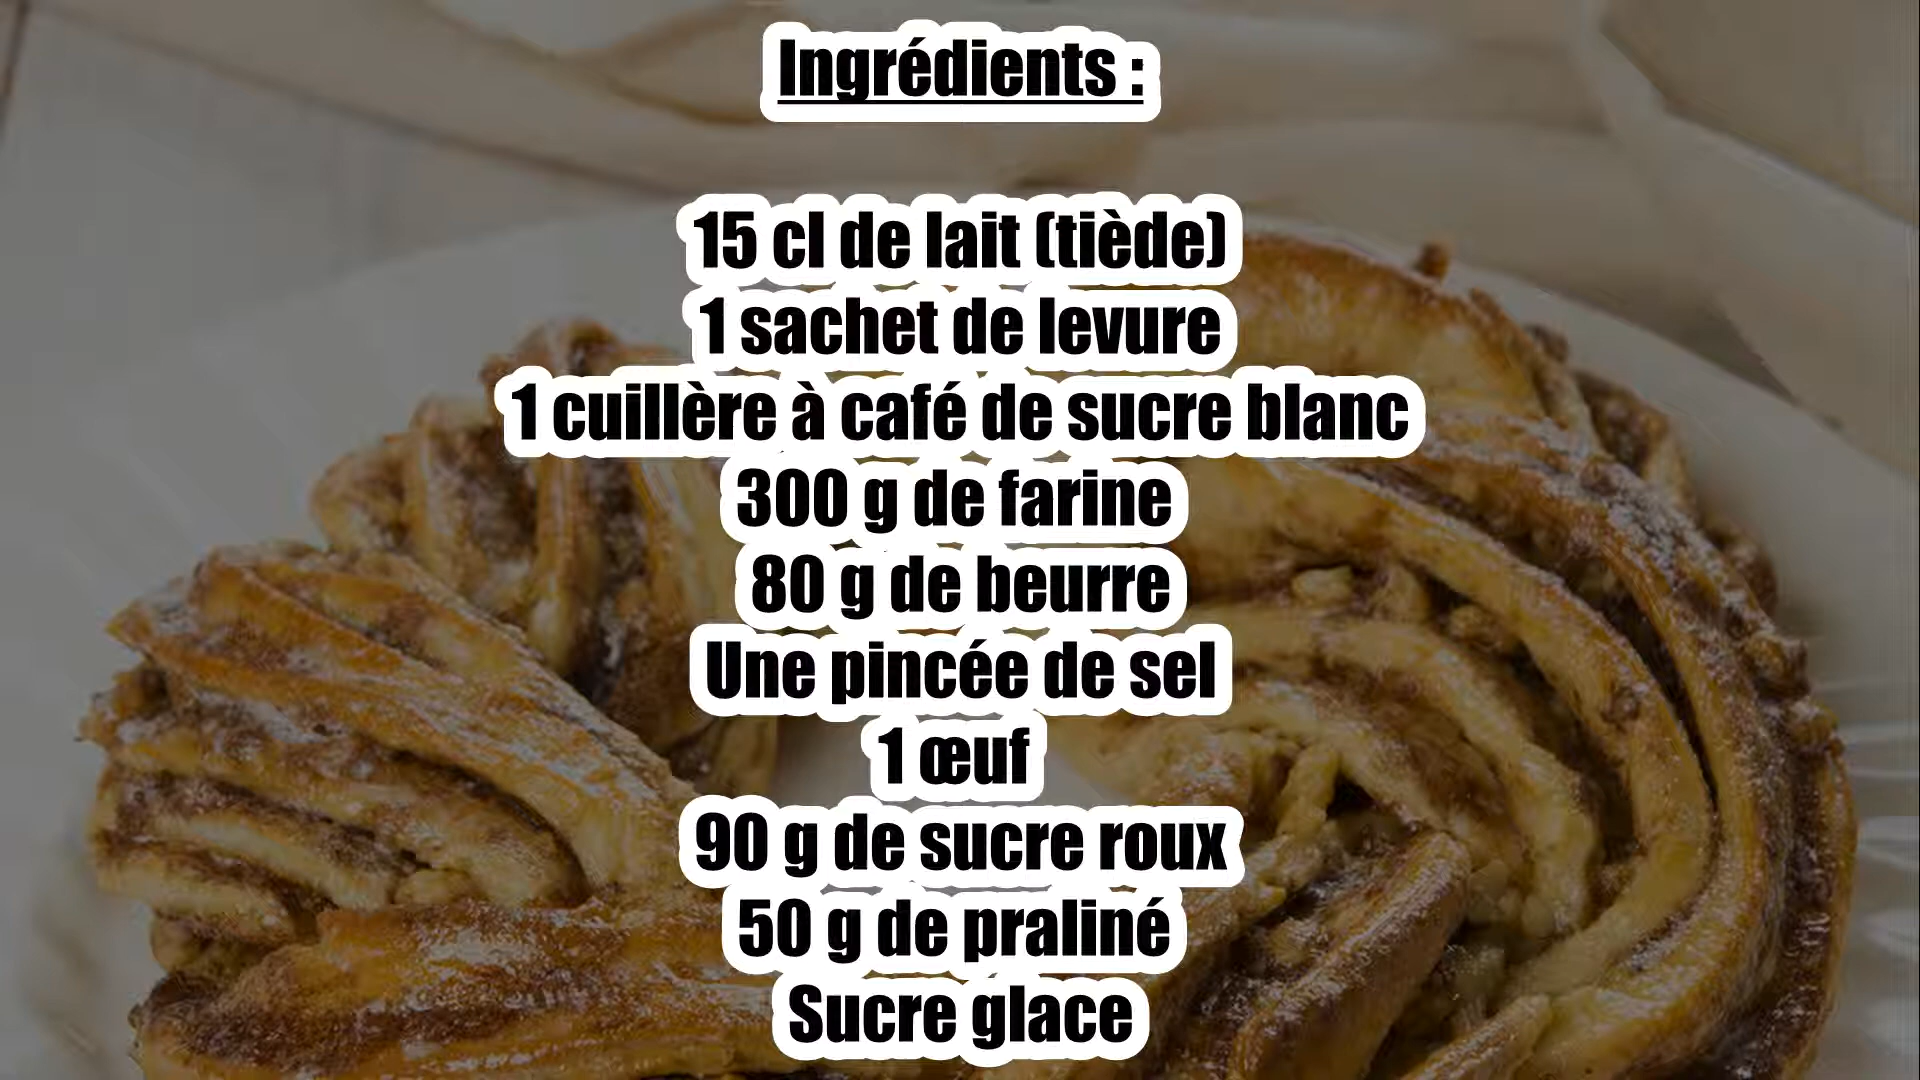 Ingrédients :
15 cl de lait (tiède)
1 sachet de levure
1 cuillère à café de sucre blanc
300 g de farine
80 g de beurre
Une pincée de sel
1 œuf
90 g de sucre roux
50 g de praliné
Sucre glace